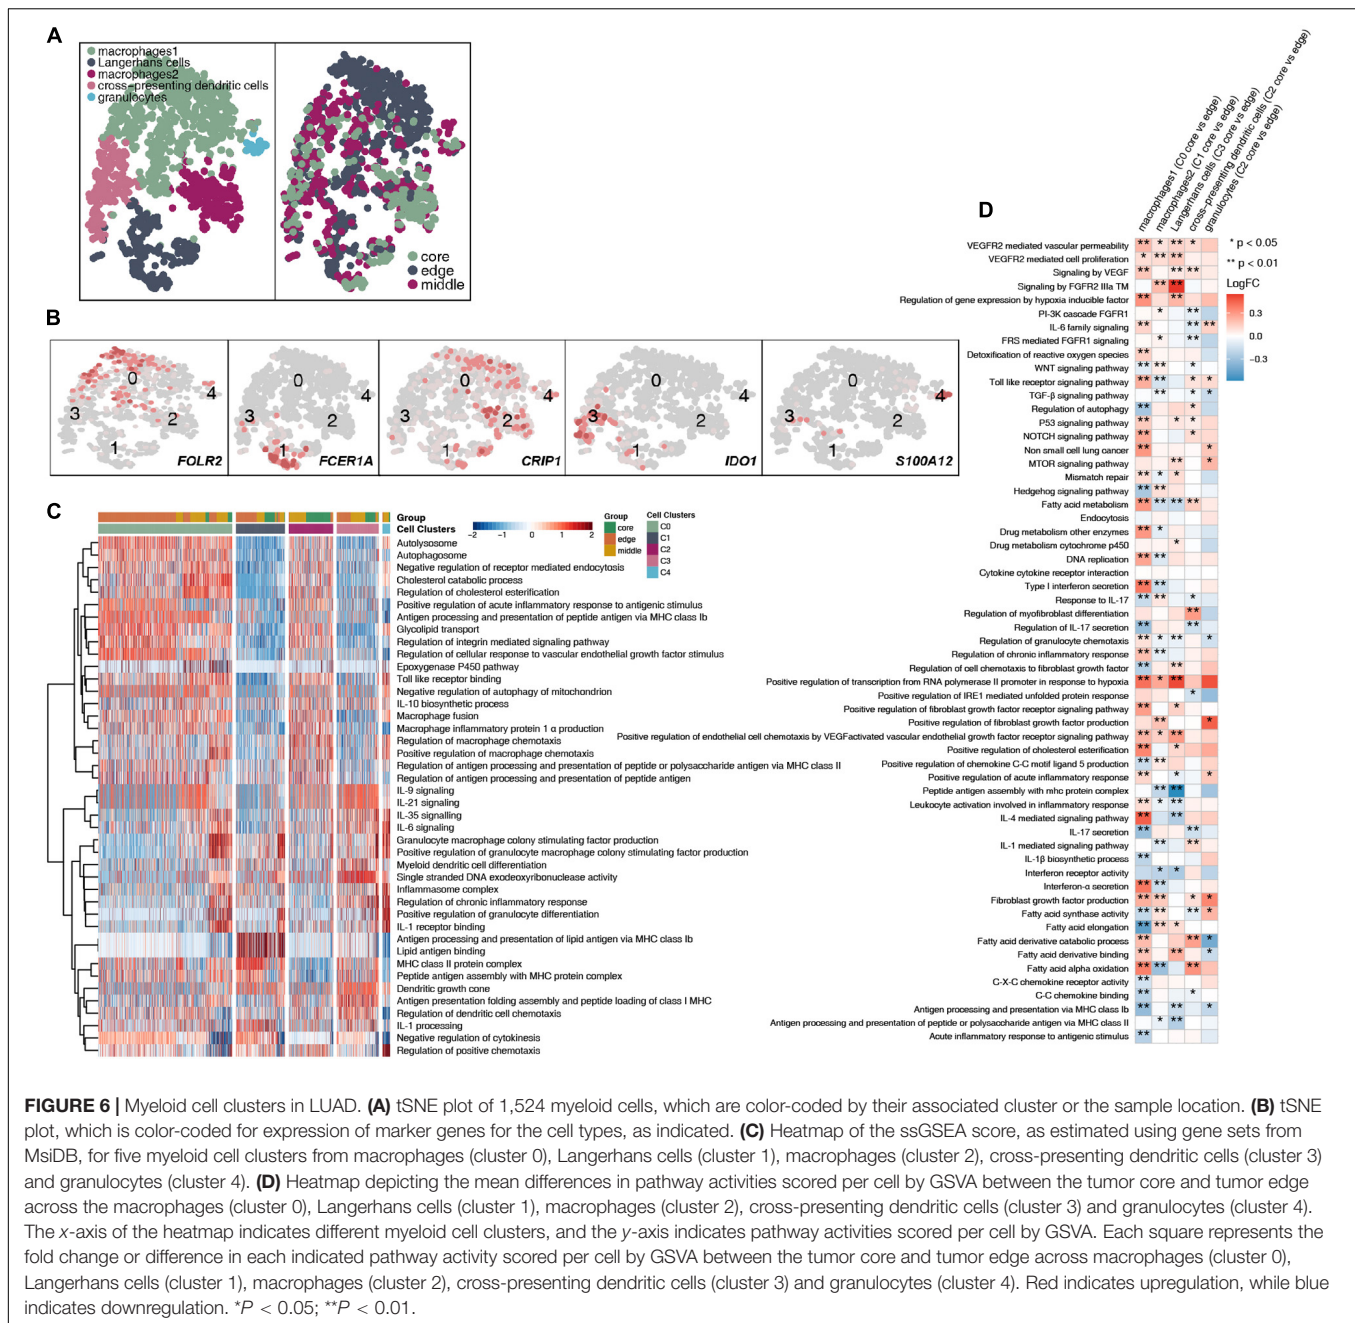 A
macrophages1
Langerhans cells
macrophages2
cross-presenting dendritic cells
granulocytes
core
edge
middle
B
0
1
2
3
4
FOLR2
0
1
2
3
4
FCER1A
0
1
2
3
4
CRIP1
0
1
2
3
4
IDO1
0
1
2
3
4
S100A12
C
Group
Cell Clusters
−2 −1 0 1 2
Group
core
edge
middle
Cell Clusters
C0
C1
C2
C3
C4
Autolysosome
Autophagosome
Negative regulation of receptor mediated endocytosis
Cholesterol catabolic process
Regulation of cholesterol esterification
Positive regulation of acute inflammatory response to antigenic stimulus
Antigen processing and presentation of peptide antigen via MHC class Ib
Glycolipid transport
Regulation of integrin mediated signaling pathway
Regulation of cellular response to vascular endothelial growth factor stimulus
Epoxygenase P450 pathway
Toll like receptor binding
Negative regulation of autophagy of mitochondrion
IL-10 biosynthetic process
Macrophage fusion
Macrophage inflammatory protein 1 α production
Regulation of macrophage chemotaxis
Positive regulation of macrophage chemotaxis
Regulation of antigen processing and presentation of peptide or polysaccharide antigen via MHC class II
Regulation of antigen processing and presentation of peptide antigen
IL-9 signaling
IL-21 signaling
IL-35 signalling
IL-6 signaling
Granulocyte macrophage colony stimulating factor production
Positive regulation of granulocyte macrophage colony stimulating factor production
Myeloid dendritic cell differentiation
Single stranded DNA exodeoxyribonuclease activity
Inflammasome complex
Regulation of chronic inflammatory response
Positive regulation of granulocyte differentiation
IL-1 receptor binding
Antigen processing and presentation of lipid antigen via MHC class Ib
Lipid antigen binding
MHC class II protein complex
Peptide antigen assembly with MHC protein complex
Dendritic growth cone
Antigen presentation folding assembly and peptide loading of class I MHC
Regulation of dendritic cell chemotaxis
IL-1 processing
Negative regulation of cytokinesis
Regulation of positive chemotaxis
D
macrophages1 (C0 core vs edge)
macrophages2 (C1 core vs edge)
Langerhans cells (C3 core vs edge)
cross-presenting dendritic cells (C2 core vs edge)
granulocytes (C2 core vs edge)
* p < 0.05
** p < 0.01
LogFC
0.3
0.0
−0.3
VEGFR2 mediated vascular permeability ** * ** *
VEGFR2 mediated cell proliferation * ** **
Signaling by VEGF ** ** **
Signaling by FGFR2 IIIa TM ** **
Regulation of gene expression by hypoxia inducible factor ** **
PI-3K cascade FGFR1 * **
IL-6 family signaling ** ** **
FRS mediated FGFR1 signaling * **
Detoxification of reactive oxygen species **
WNT signaling pathway ** ** *
Toll like receptor signaling pathway ** ** * *
TGF-β signaling pathway ** * *
Regulation of autophagy ** *
P53 signaling pathway ** * *
NOTCH signaling pathway ** *
Non small cell lung cancer ** *
MTOR signaling pathway ** *
Mismatch repair ** * *
Hedgehog signaling pathway ** **
Fatty acid metabolism ** ** ** **
Endocytosis
Drug metabolism other enzymes ** *
Drug metabolism cytochrome p450 *
DNA replication ** **
Cytokine cytokine receptor interaction
Type I interferon secretion ** **
Response to IL-17 ** ** *
Regulation of myofibroblast differentiation **
Regulation of IL-17 secretion ** **
Regulation of granulocyte chemotaxis ** * ** *
Regulation of chronic inflammatory response ** **
Regulation of cell chemotaxis to fibroblast growth factor ** **
Positive regulation of transcription from RNA polymerase II promoter in response to hypoxia ** * **
Positive regulation of IRE1 mediated unfolded protein response *
Positive regulation of fibroblast growth factor receptor signaling pathway ** *
Positive regulation of fibroblast growth factor production ** *
Positive regulation of endothelial cell chemotaxis by VEGFactivated vascular endothelial growth factor receptor signaling pathway ** * **
Positive regulation of cholesterol esterification ** *
Positive regulation of chemokine C-C motif ligand 5 production ** **
Positive regulation of acute inflammatory response ** * *
Peptide antigen assembly with mhc protein complex ** **
Leukocyte activation involved in inflammatory response ** * **
IL-4 mediated signaling pathway ** **
IL-17 secretion ** **
IL-1 mediated signaling pathway ** **
IL-1β biosynthetic process **
Interferon receptor activity * *
Interferon-α secretion ** **
Fibroblast growth factor production ** ** * *
Fatty acid synthase activity ** ** ** *
Fatty acid elongation ** ** *
Fatty acid derivative catabolic process ** ** *
Fatty acid derivative binding ** ** *
Fatty acid alpha oxidation ** ** **
C-X-C chemokine receptor activity **
C-C chemokine binding ** *
Antigen processing and presentation via MHC class Ib ** ** *
Antigen processing and presentation of peptide or polysaccharide antigen via MHC class II * **
Acute inflammatory response to antigenic stimulus **
FIGURE 6 | Myeloid cell clusters in LUAD. (A) tSNE plot of 1,524 myeloid cells, which are color-coded by their associated cluster or the sample location. (B) tSNE
plot, which is color-coded for expression of marker genes for the cell types, as indicated. (C) Heatmap of the ssGSEA score, as estimated using gene sets from
MsiDB, for five myeloid cell clusters from macrophages (cluster 0), Langerhans cells (cluster 1), macrophages (cluster 2), cross-presenting dendritic cells (cluster 3)
and granulocytes (cluster 4). (D) Heatmap depicting the mean differences in pathway activities scored per cell by GSVA between the tumor core and tumor edge
across the macrophages (cluster 0), Langerhans cells (cluster 1), macrophages (cluster 2), cross-presenting dendritic cells (cluster 3) and granulocytes (cluster 4).
The x-axis of the heatmap indicates different myeloid cell clusters, and the y-axis indicates pathway activities scored per cell by GSVA. Each square represents the
fold change or difference in each indicated pathway activity scored per cell by GSVA between the tumor core and tumor edge across macrophages (cluster 0),
Langerhans cells (cluster 1), macrophages (cluster 2), cross-presenting dendritic cells (cluster 3) and granulocytes (cluster 4). Red indicates upregulation, while blue
indicates downregulation. *P < 0.05; **P < 0.01.